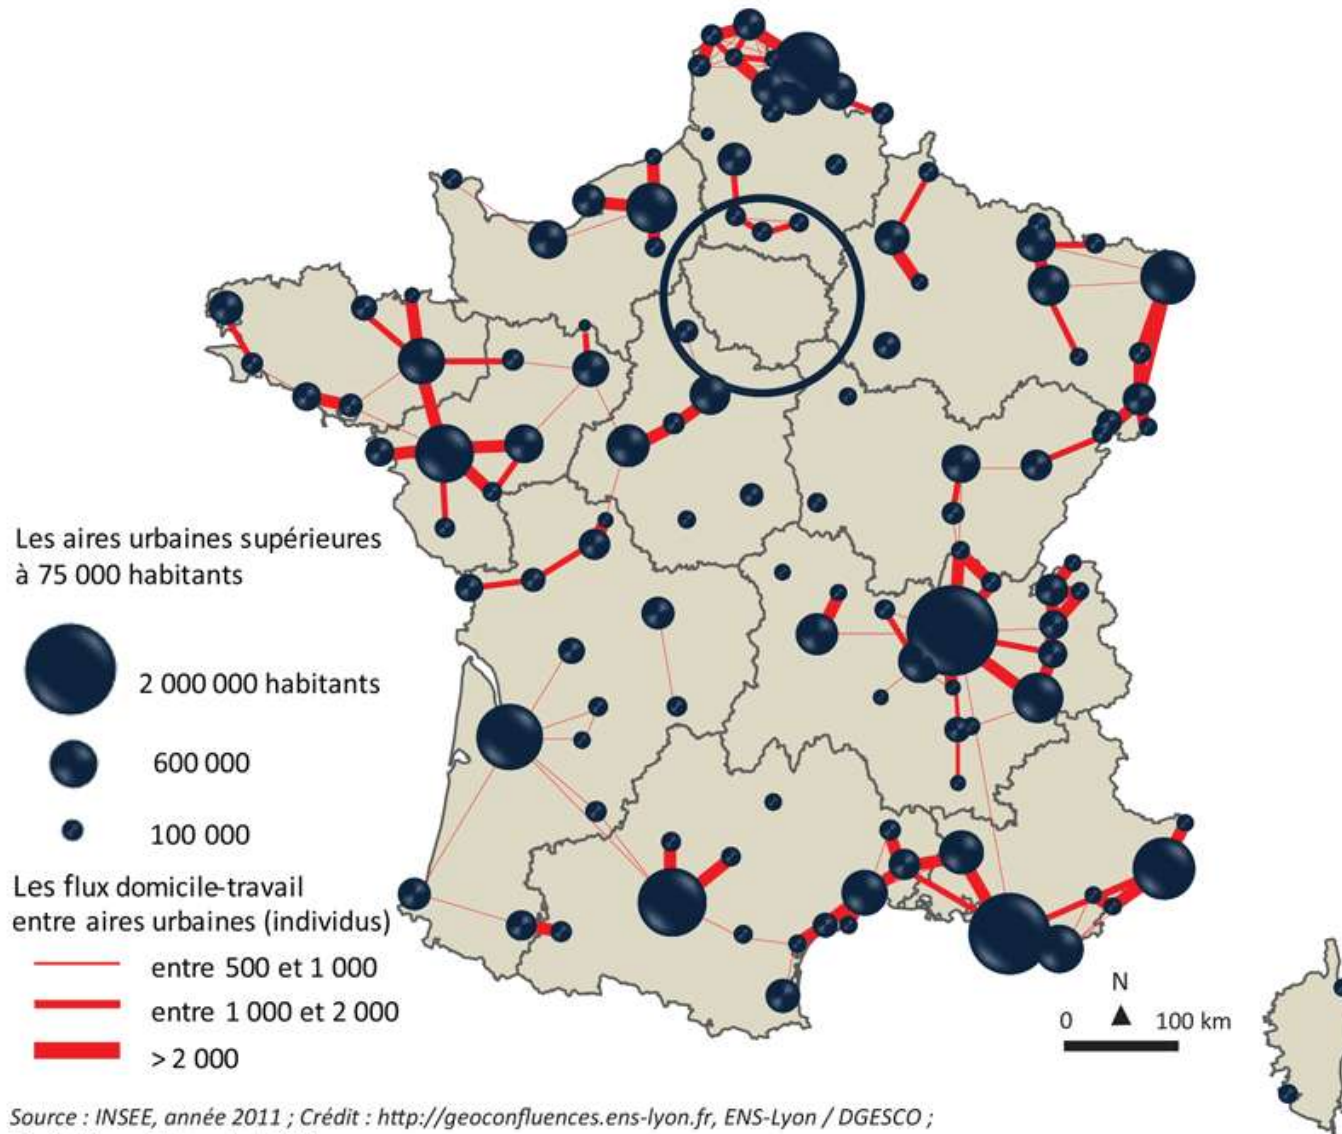 Les aires urbaines supérieures
à 75 000 habitants
2 000 000 habitants
600 000
100 000
Les flux domicile-travail
entre aires urbaines (individus)
entre 500 et 1 000
entre 1 000 et 2 000
> 2 000
N
0 100 km
Source : INSEE, année 2011 ; Crédit : http://geoconfluences.ens-lyon.fr, ENS-Lyon / DGESCO ;